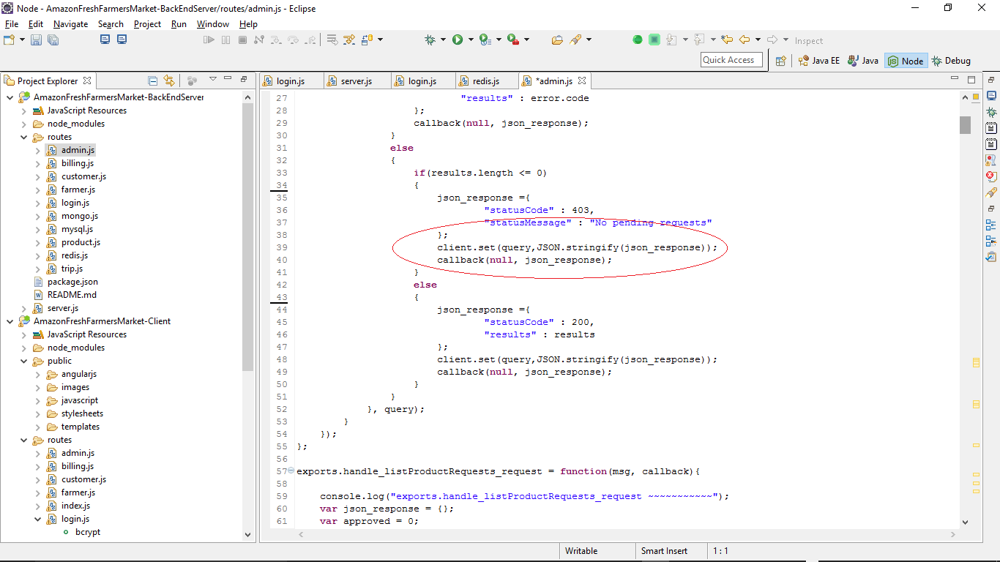 Node - AmazonFreshFarmersMarket-BackEndServer/routes/admin.js - Eclipse
File Edit Navigate Search Project Run Window Help
Inspect
Quick Access
Java EE
Java
Node
Debug
Project Explorer
AmazonFreshFarmersMarket-BackEndServer
JavaScript Resources
node_modules
routes
admin.js
billing.js
customer.js
farmer.js
login.js
mongo.js
mysql.js
product.js
redis.js
trip.js
package.json
README.md
server.js
AmazonFreshFarmersMarket-Client
JavaScript Resources
node_modules
public
angularjs
images
javascript
stylesheets
templates
routes
admin.js
billing.js
customer.js
farmer.js
index.js
login.js
bcrypt
login.js
server.js
login.js
redis.js
*admin.js
27 "results" : error.code
28 };
29 callback(null, json_response);
30 }
31 else
32 {
33 if(results.length <= 0)
34 {
35 json_response ={
36 "statusCode" : 403,
37 "statusMessage" : "No pending requests"
38 };
39 client.set(query,JSON.stringify(json_response));
40 callback(null, json_response);
41 }
42 else
43 {
44 json_response ={
45 "statusCode" : 200,
46 "results" : results
47 };
48 client.set(query,JSON.stringify(json_response));
49 callback(null, json_response);
50 }
51 }
52 }, query);
53 }
54 });
55 };
56
57 exports.handle_listProductRequests_request = function(msg, callback){
58
59 console.log("exports.handle_listProductRequests_request ~~~~~~~~~~~");
60 var json_response = {};
61 var approved = 0;
Writable
Smart Insert
1 : 1